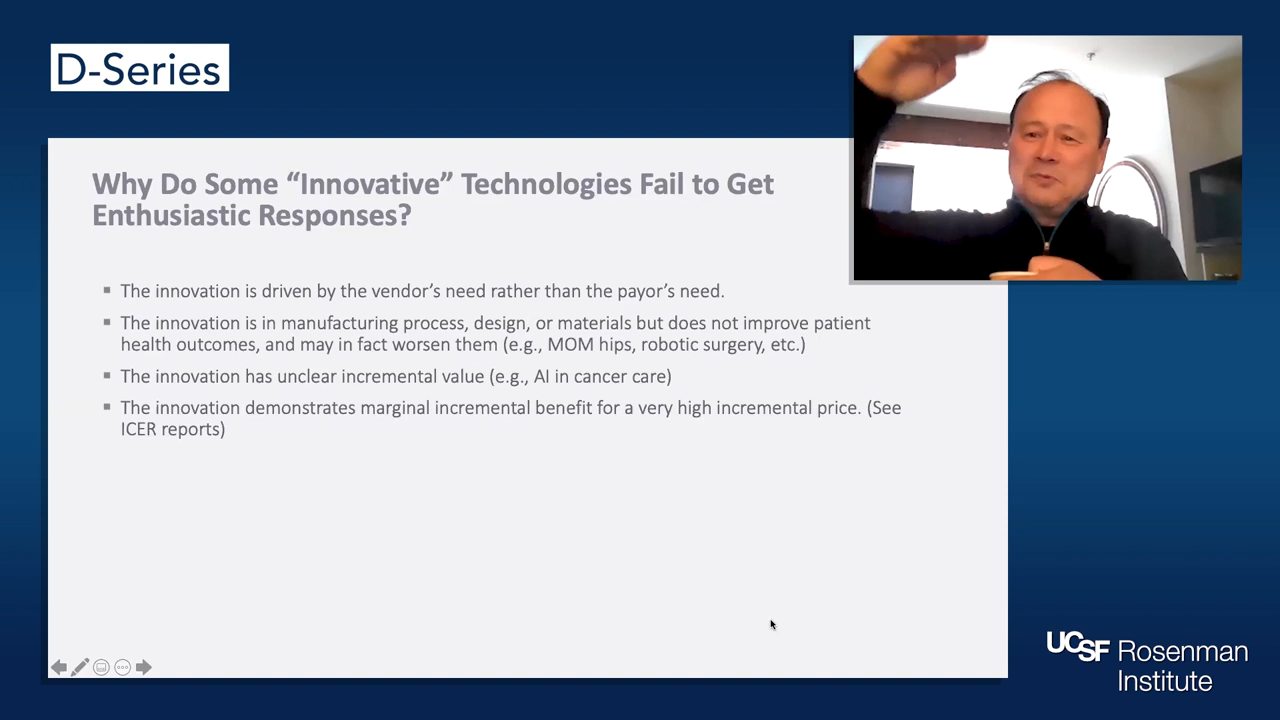 D-Series
Why Do Some “Innovative” Technologies Fail to Get
Enthusiastic Responses?
▪ The innovation is driven by the vendor’s need rather than the payor’s need.
▪ The innovation is in manufacturing process, design, or materials but does not improve patient
health outcomes, and may in fact worsen them (e.g., MOM hips, robotic surgery, etc.)
▪ The innovation has unclear incremental value (e.g., AI in cancer care)
▪ The innovation demonstrates marginal incremental benefit for a very high incremental price. (See
ICER reports)
UCSF Rosenman
Institute